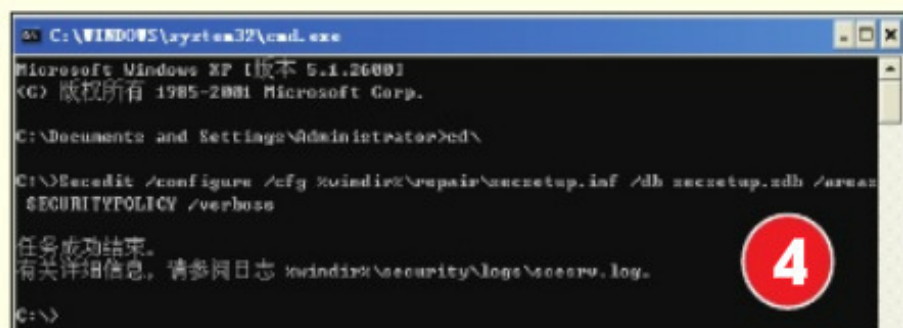 C:\WINDOWS\system32\cmd.exe
Microsoft Windows XP [版本 5.1.2600]
(C) 版权所有 1985-2001 Microsoft Corp.
C:\Documents and Settings\Administrator>cd\
C:\>Secedit /configure /cfg %windir%\repair\secsetup.inf /db secsetup.sdb /areas
SECURITYPOLICY /verbose
任务成功结束。
有关详细信息，请参阅日志 %windir%\security\logs\scesrv.log。
4
C:\>